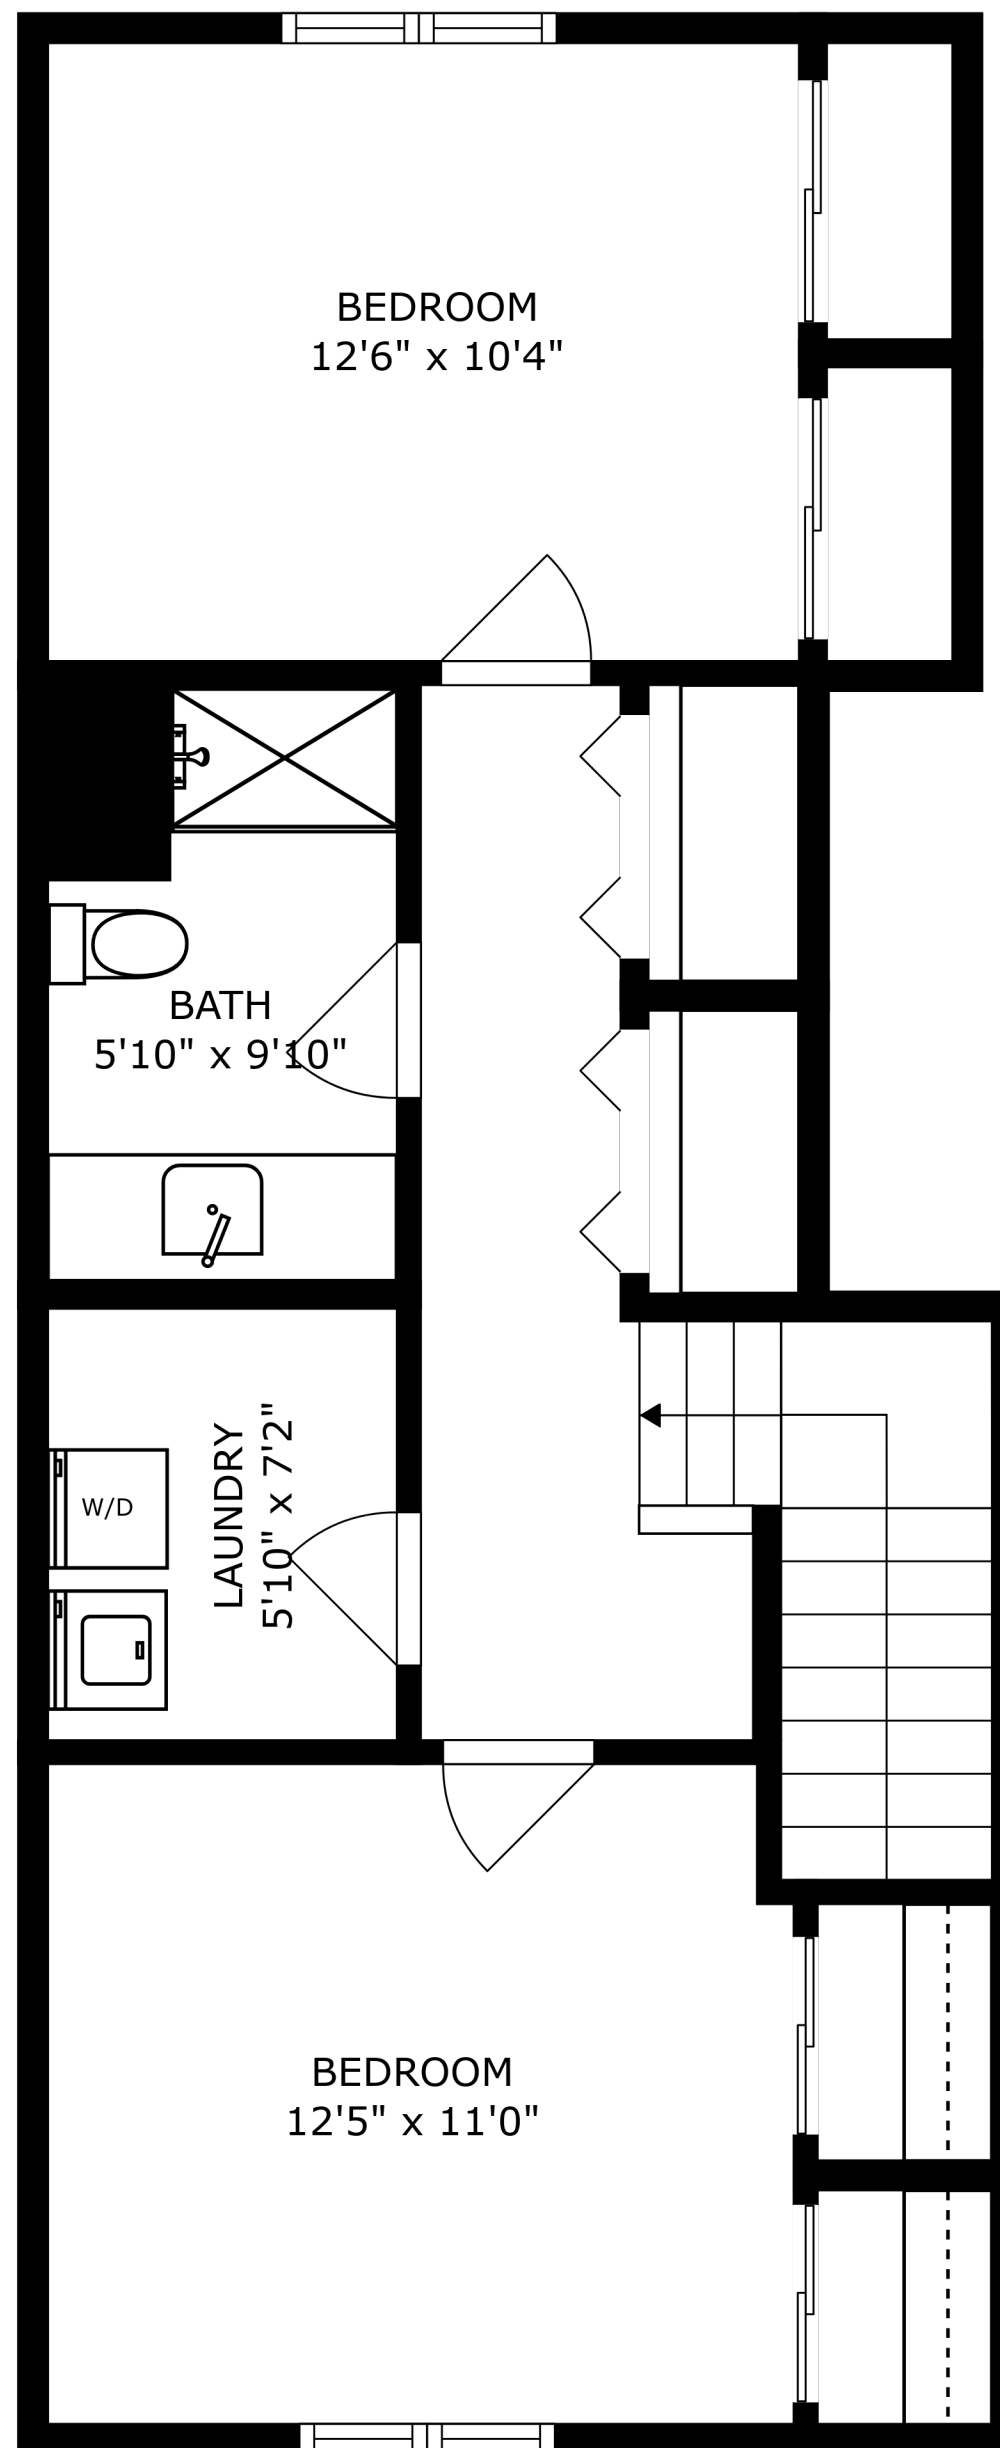 BEDROOM
12'6" x 10'4"
BATH
5'10" x 9'10"
LAUNDRY
5'10" x 7'2"
W/D
BEDROOM
12'5" x 11'0"